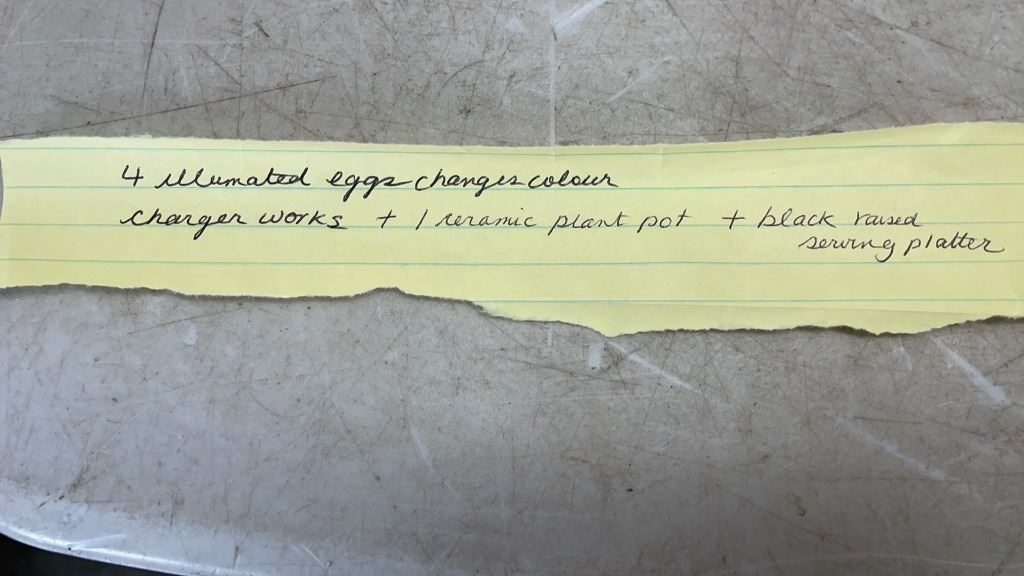 4 illumated eggs changes colour
charger works + 1 ceramic plant pot + black raised
serving platter